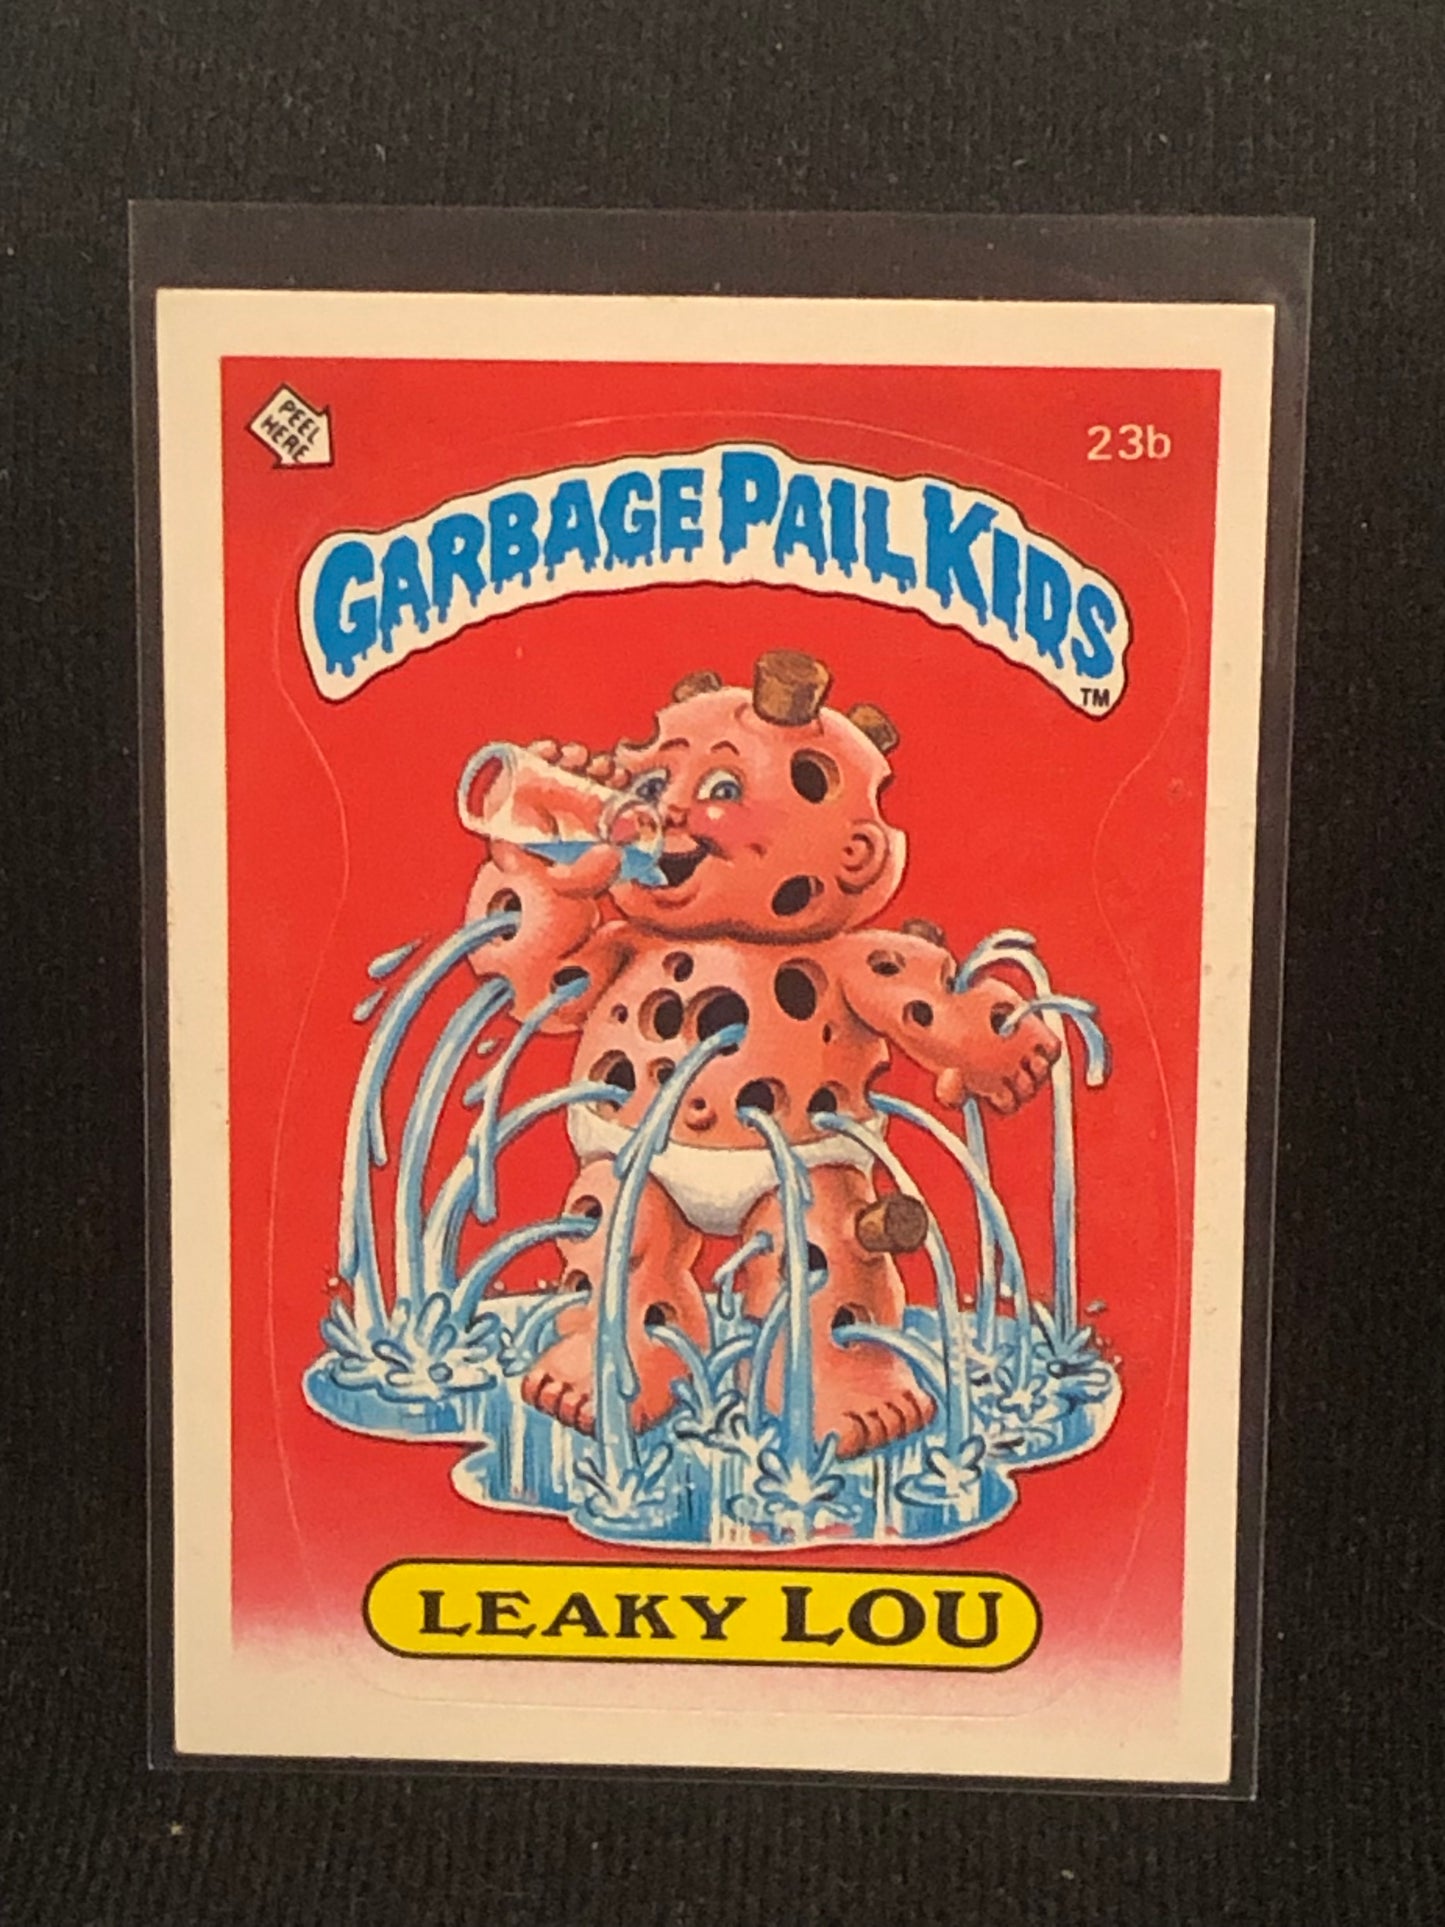 PEEL
HERE
23b
GARBAGE PAIL KIDS
TM
LEAKY LOU